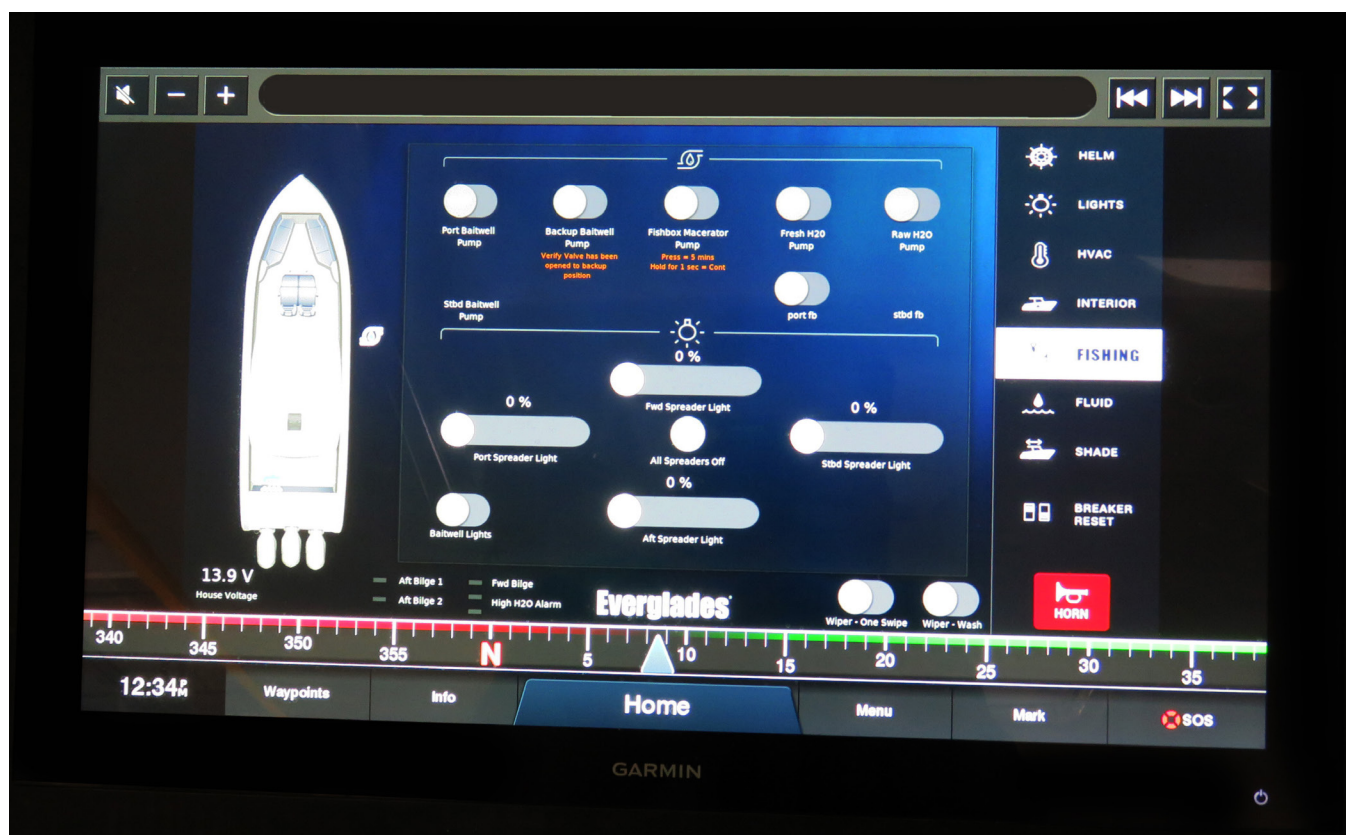 HELM
Port Baitwell
Pump
Backup Baitwell
Pump
Verify Valve has been
opened to backup
position
Fishbox Macerator
Pump
Press = 5 mins
Hold for 1 sec = Cont
Fresh H20
Pump
Raw H2O
Pump
LIGHTS
HVAC
Stbd Baitwell
Pump
port fb
stbd fb
INTERIOR
0 %
Fwd Spreader Light
FISHING
0 %
Port Spreader Light
All Spreaders Off
0 %
Stbd Spreader Light
FLUID
SHADE
0 %
Aft Spreader Light
Baitwell Lights
BREAKER
RESET
13.9 V
House Voltage
Aft Bilge 1
Aft Bilge 2
Fwd Bilge
High H2O Alarm
Everglades
Wiper - One Swipe
Wiper - Wash
HORN
340 345 350 355 N 5 10 15 20 25 30 35
12:34 PM
Waypoints
Info
Home
Menu
Mark
SOS
GARMIN